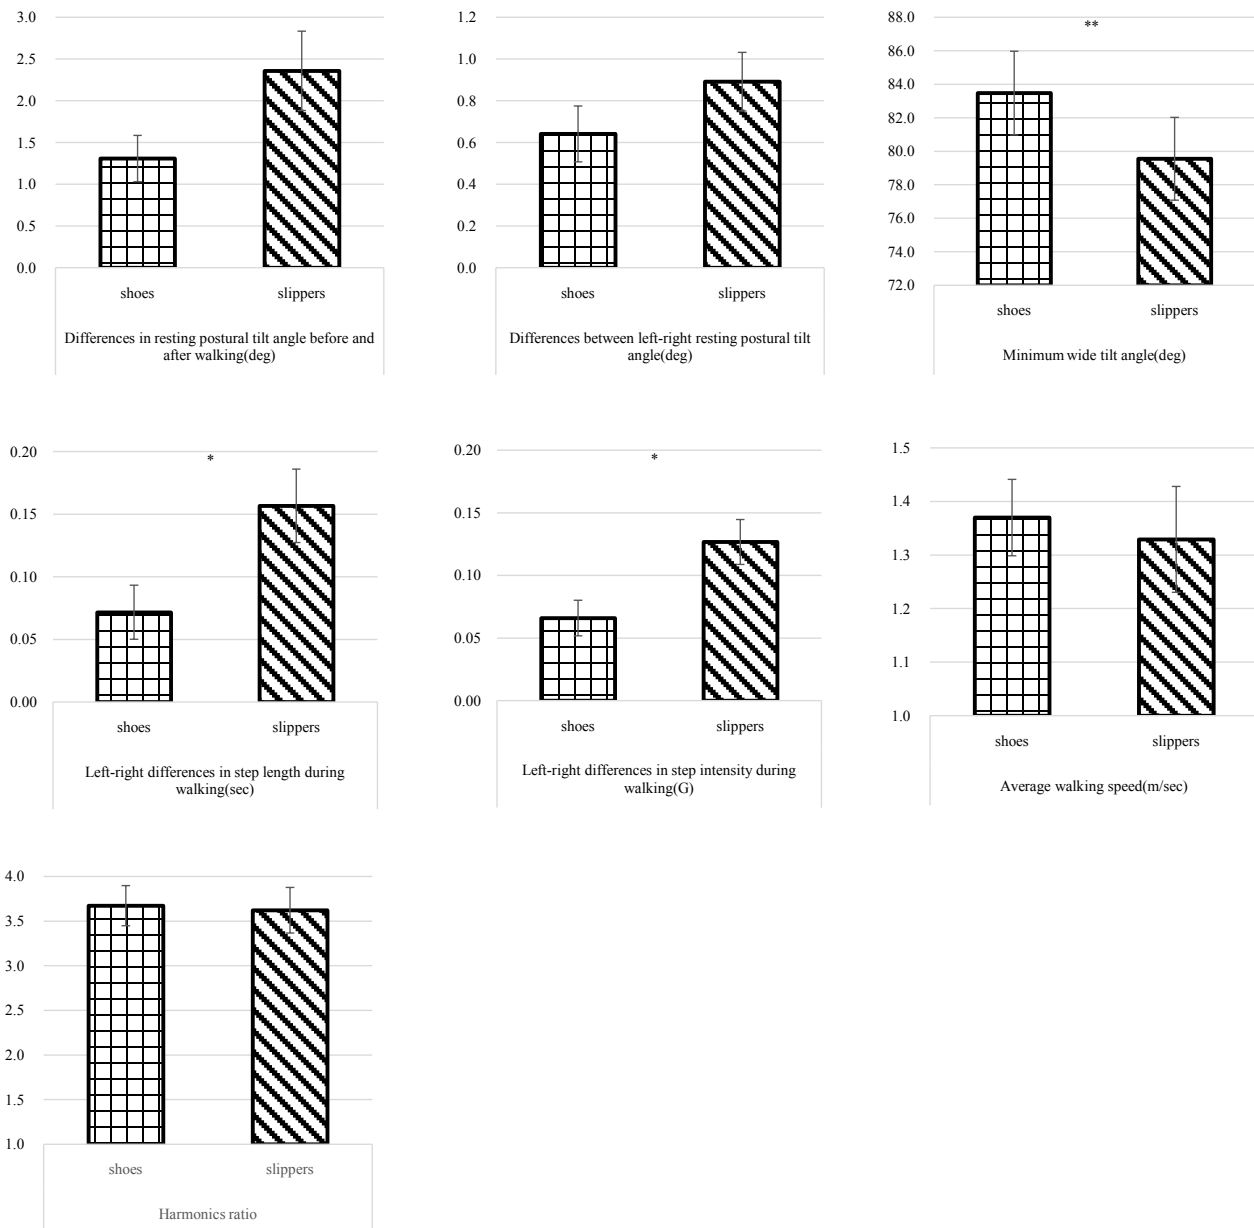 3.0
2.5
2.0
1.5
1.0
0.5
0.0
shoes
slippers
Differences in resting postural tilt angle before and
after walking(deg)
1.2
1.0
0.8
0.6
0.4
0.2
0.0
shoes
slippers
Differences between left-right resting postural tilt
angle(deg)
88.0
**
86.0
84.0
82.0
80.0
78.0
76.0
74.0
72.0
shoes
slippers
Minimum wide tilt angle(deg)
0.20
*
0.15
0.10
0.05
0.00
shoes
slippers
Left-right differences in step length during
walking(sec)
0.20
*
0.15
0.10
0.05
0.00
shoes
slippers
Left-right differences in step intensity during
walking(G)
1.5
1.4
1.3
1.2
1.1
1.0
shoes
slippers
Average walking speed(m/sec)
4.0
3.5
3.0
2.5
2.0
1.5
1.0
shoes
slippers
Harmonics ratio